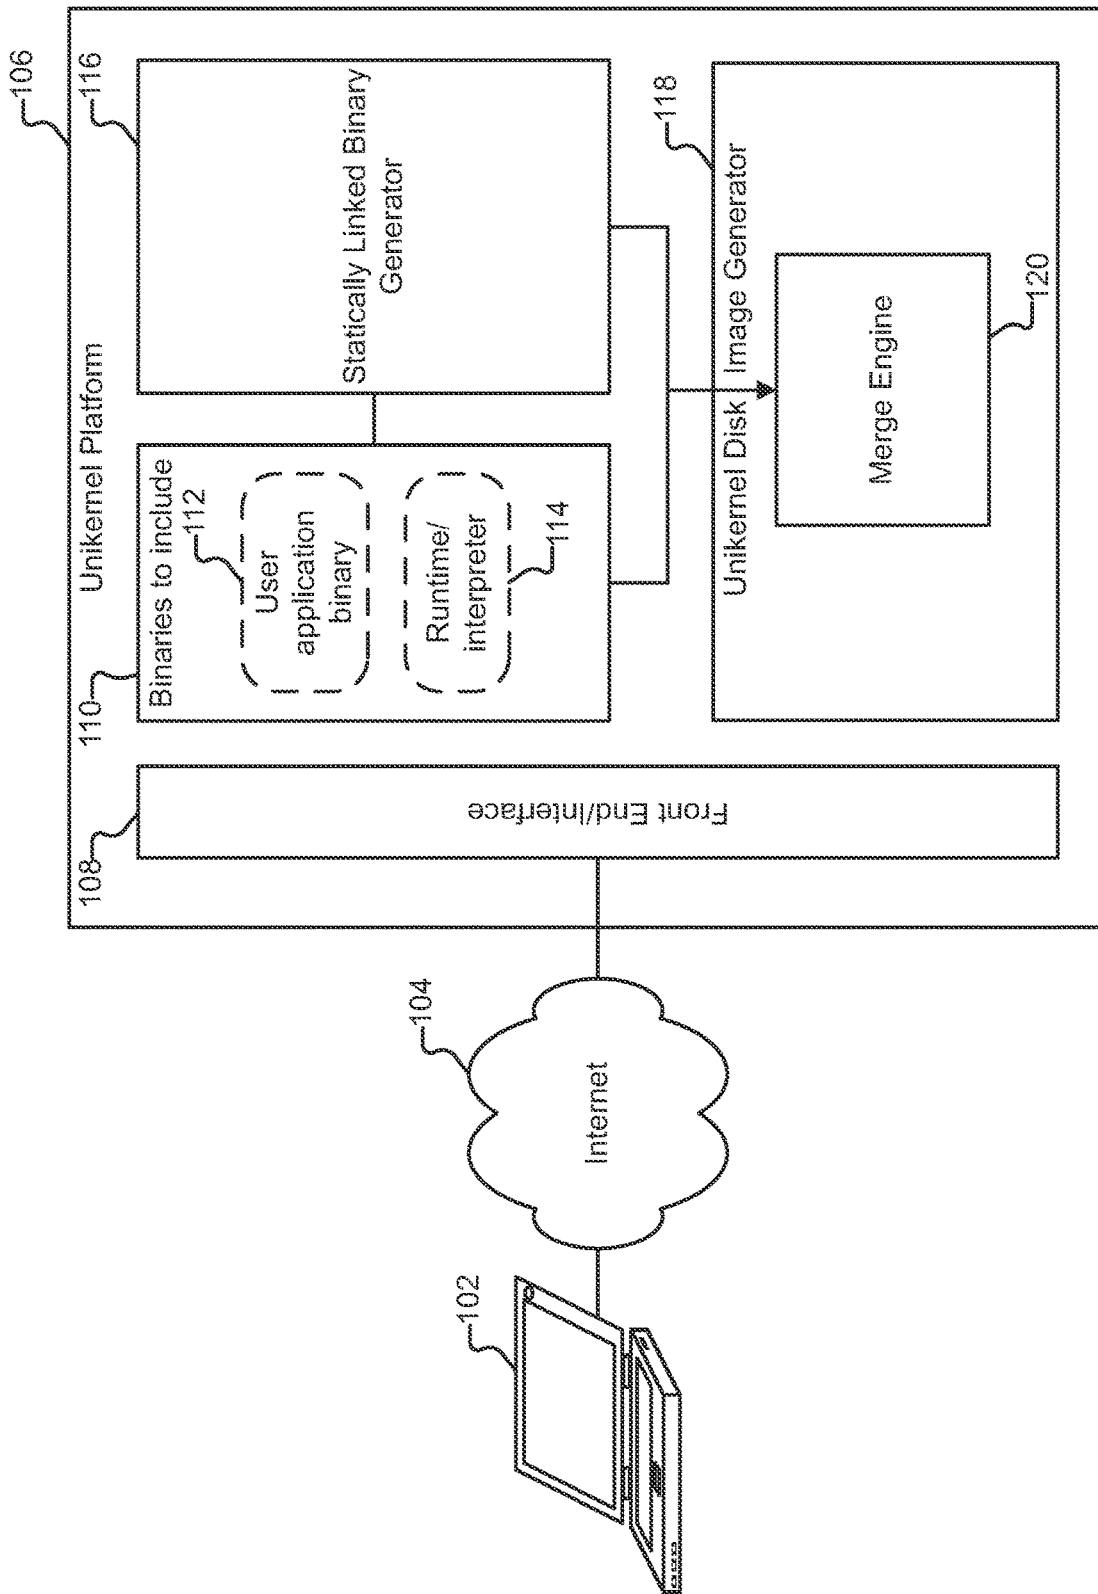 106
Unikernel Platform
108
110
116
Binaries to include
112
User
application
binary
Runtime/
interpreter
114
Statically Linked Binary
Generator
Front End/Interface
118
Unikernel Disk Image Generator
Merge Engine
120
102
104
Internet